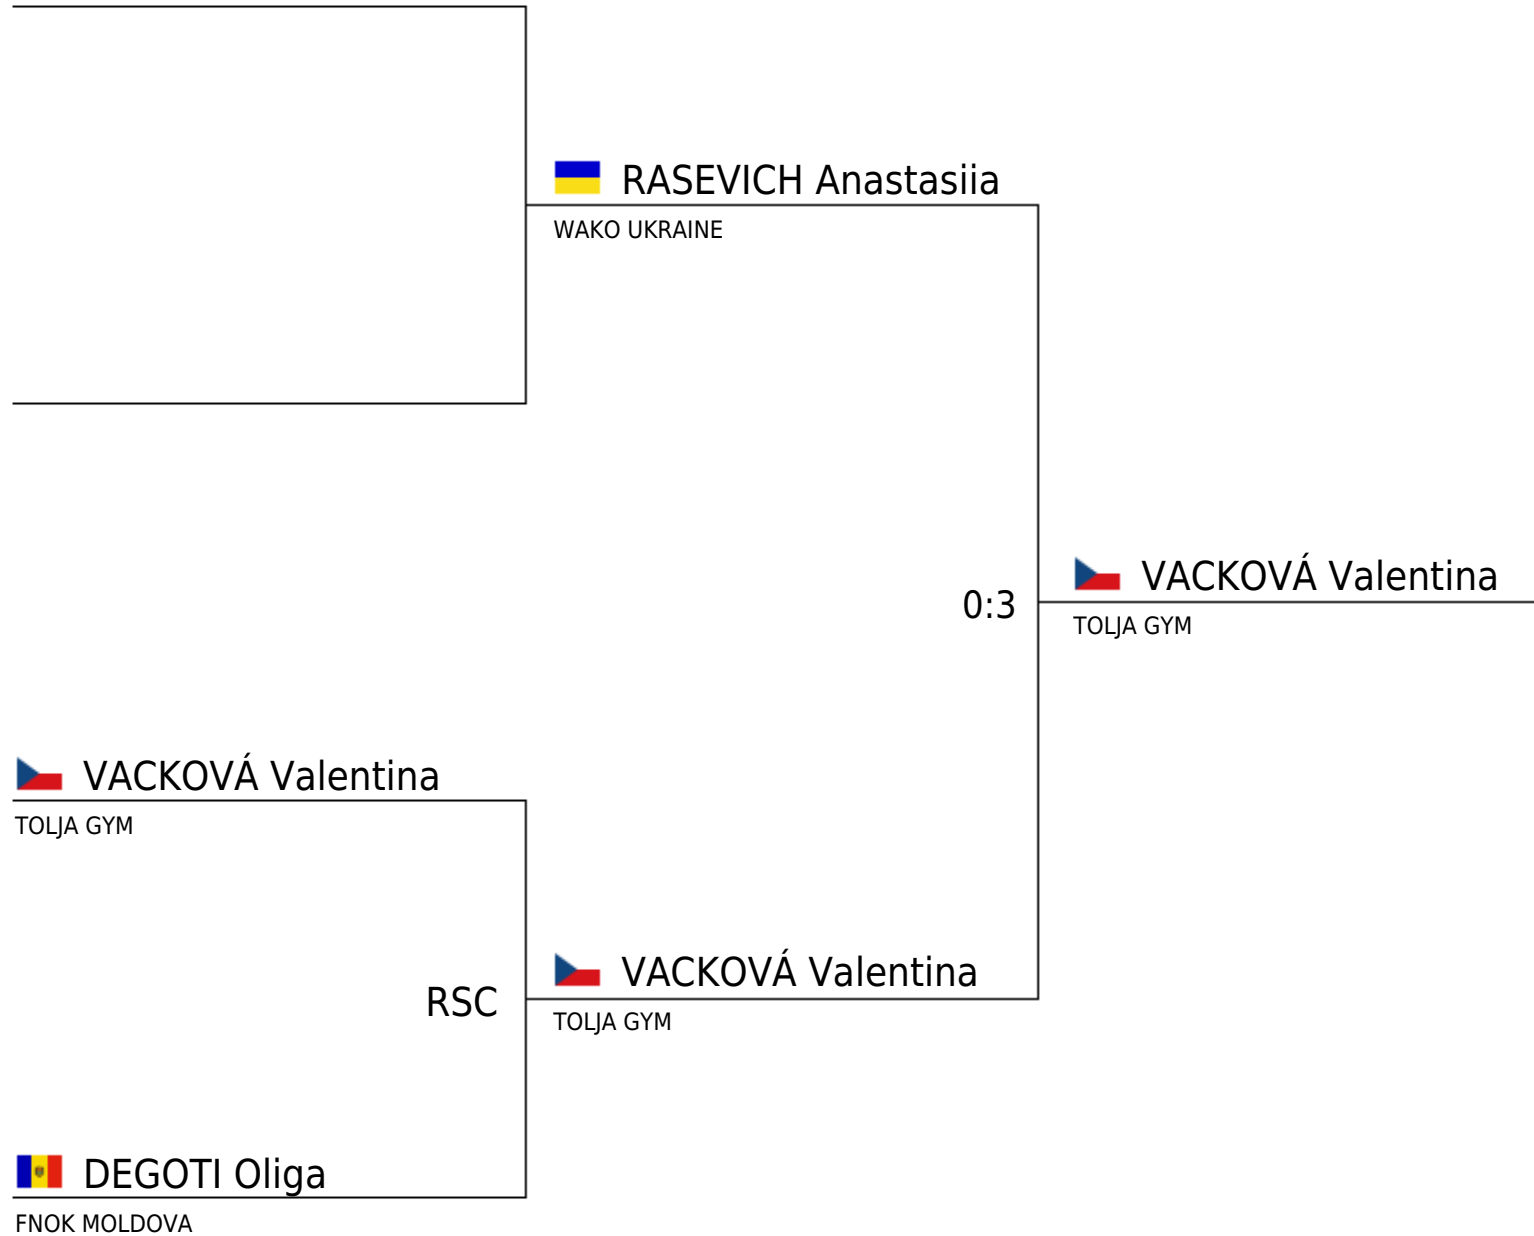 RASEVICH Anastasiia
WAKO UKRAINE
VACKOVÁ Valentina
0:3
TOLJA GYM
VACKOVÁ Valentina
TOLJA GYM
VACKOVÁ Valentina
RSC
TOLJA GYM
DEGOTI Oliga
FNOK MOLDOVA